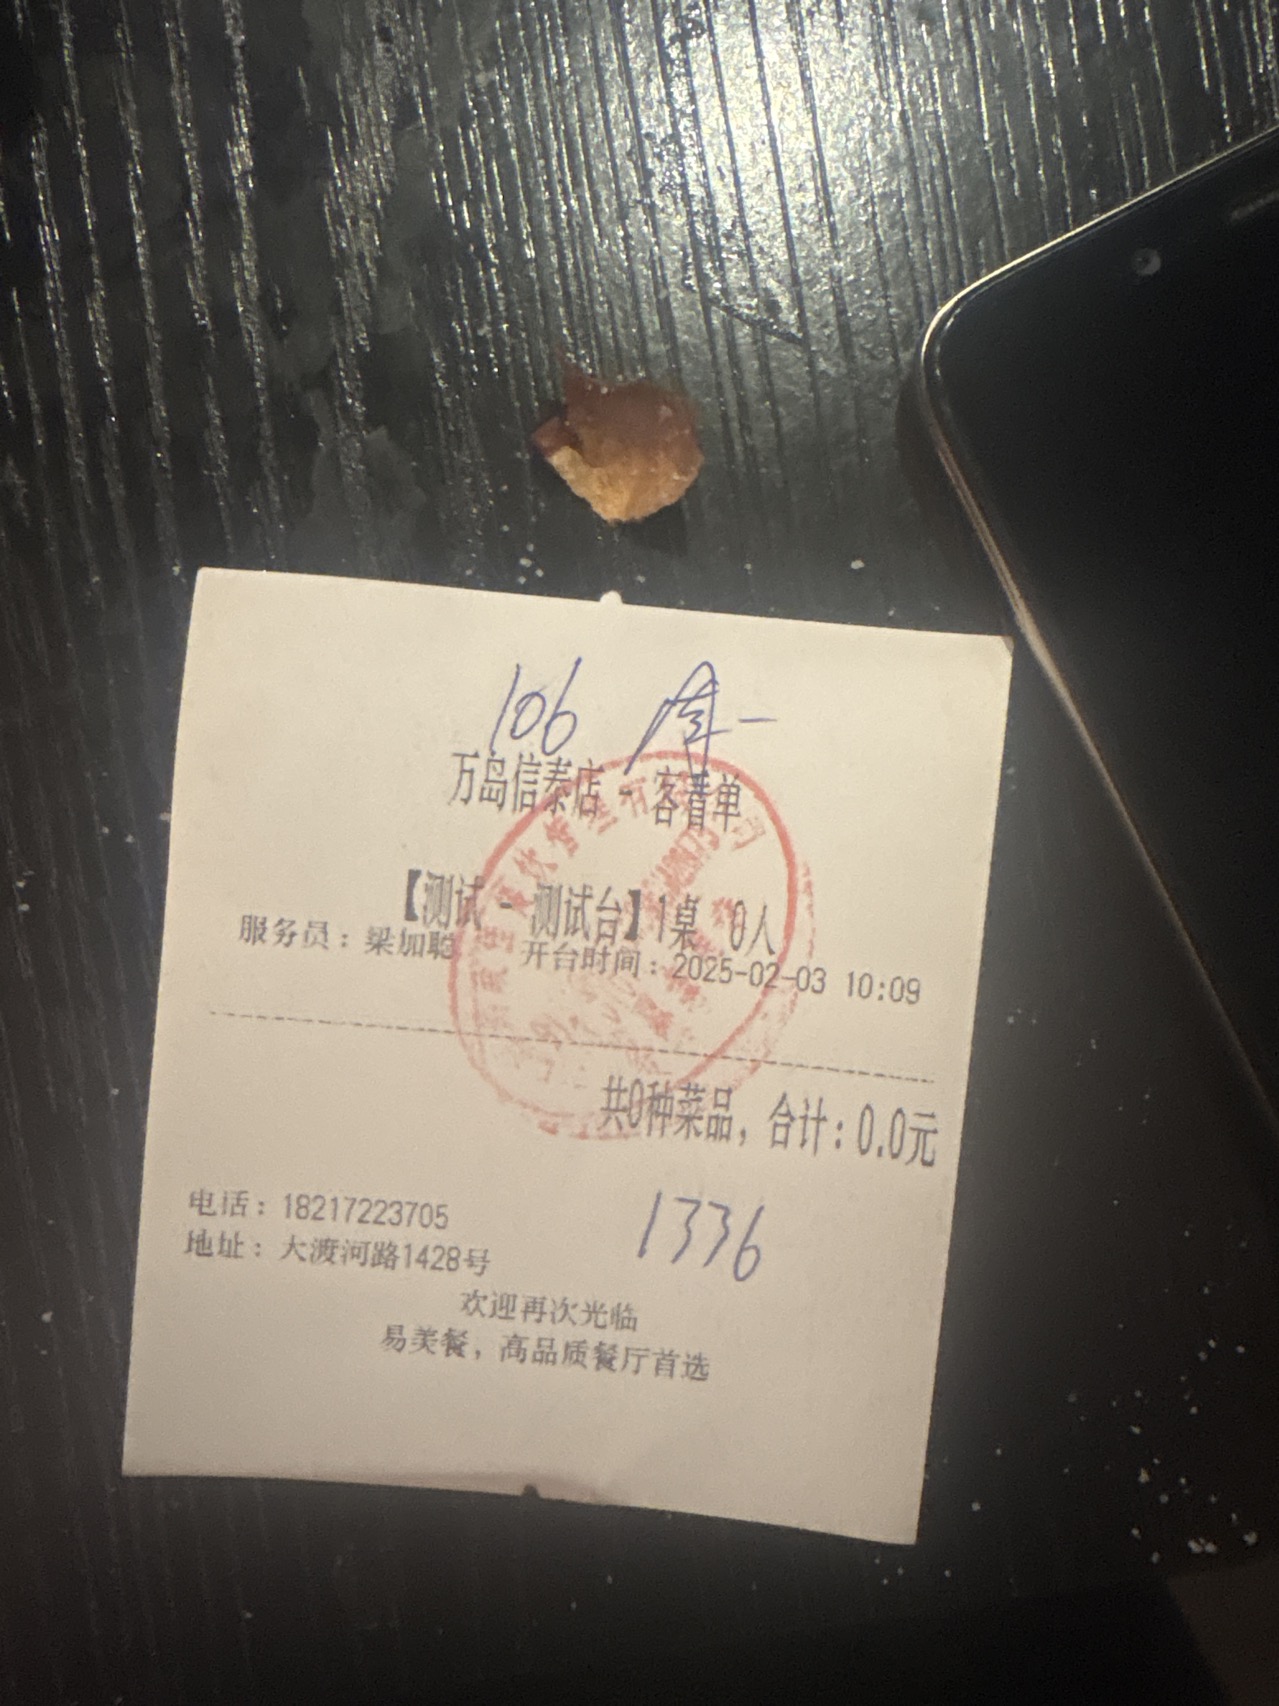 106
万岛信泰店 - 客看单
【测试 - 测试台】1桌 0人
服务员：梁加聪 开台时间：2025-02-03 10:09
共0种菜品，合计：0.0元
电话：18217223705
1336
地址：大渡河路1428号
欢迎再次光临
易美餐，高品质餐厅首选